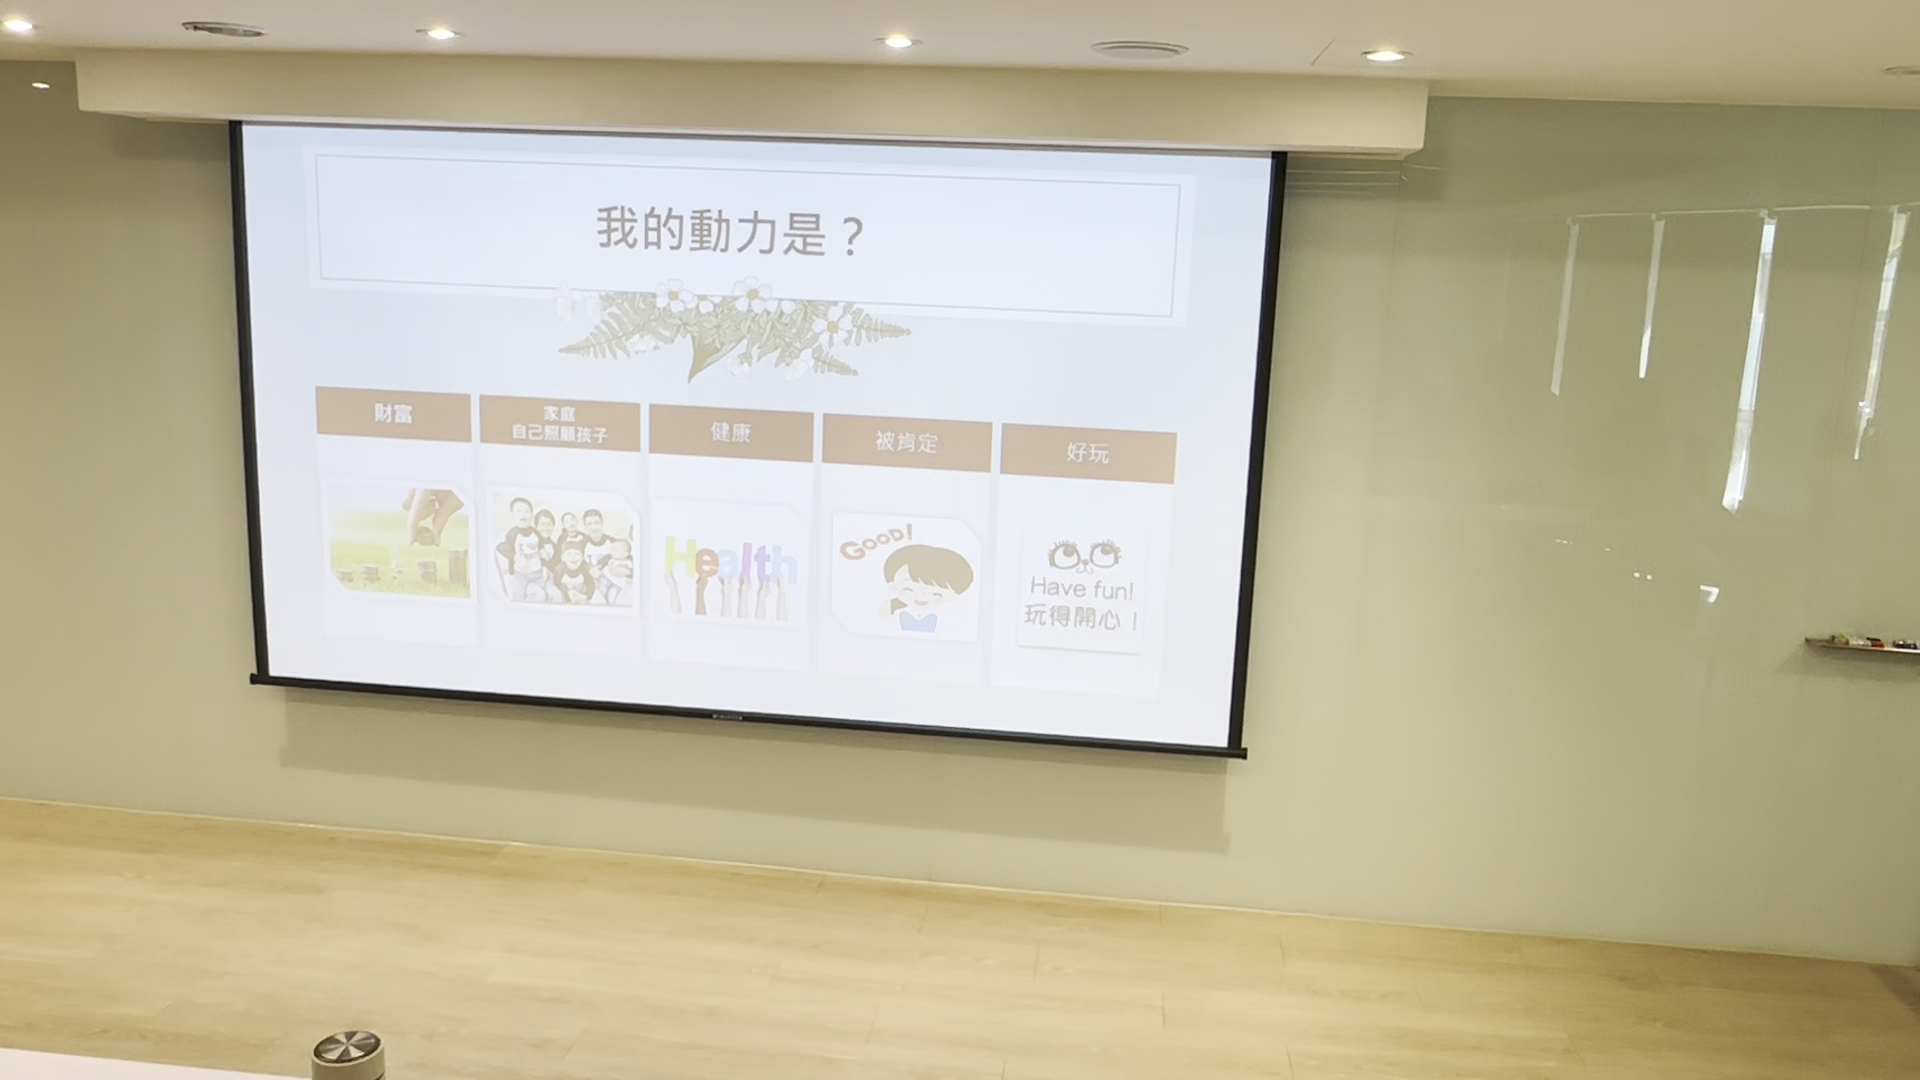 我的動力是？
財富
家庭
自己照顧孩子
健康
被肯定
好玩
Health
GOOD!
Have fun!
玩得開心！